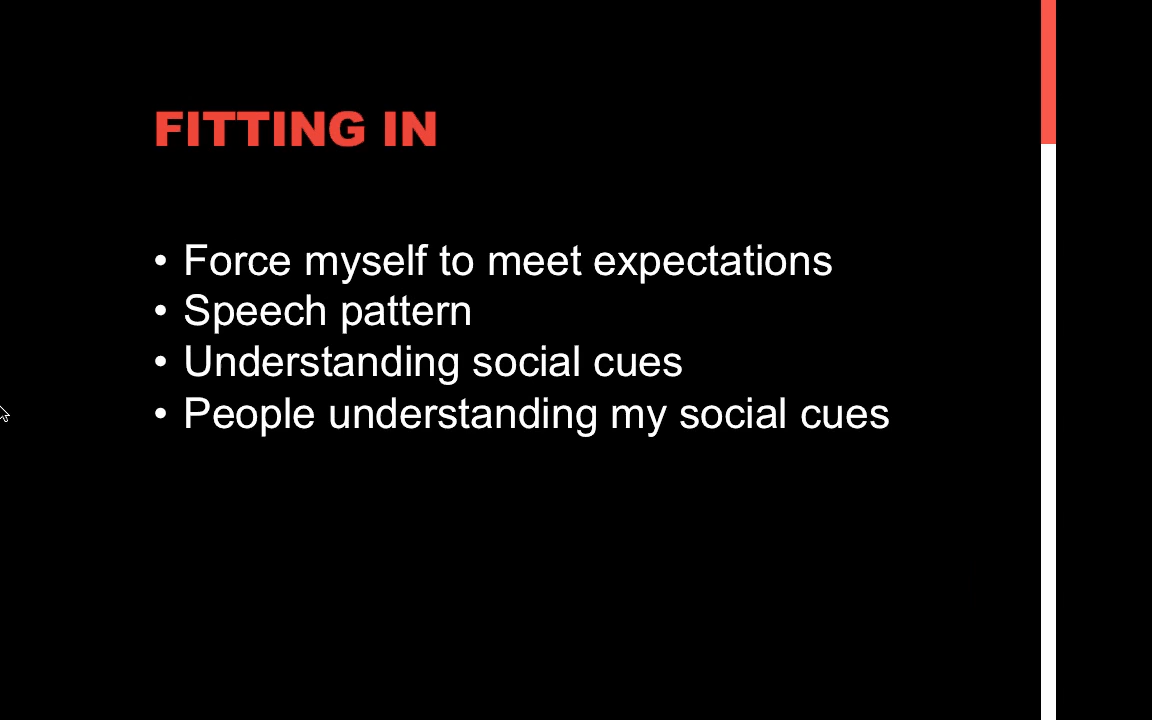 FITTING IN
• Force myself to meet expectations
• Speech pattern
• Understanding social cues
• People understanding my social cues